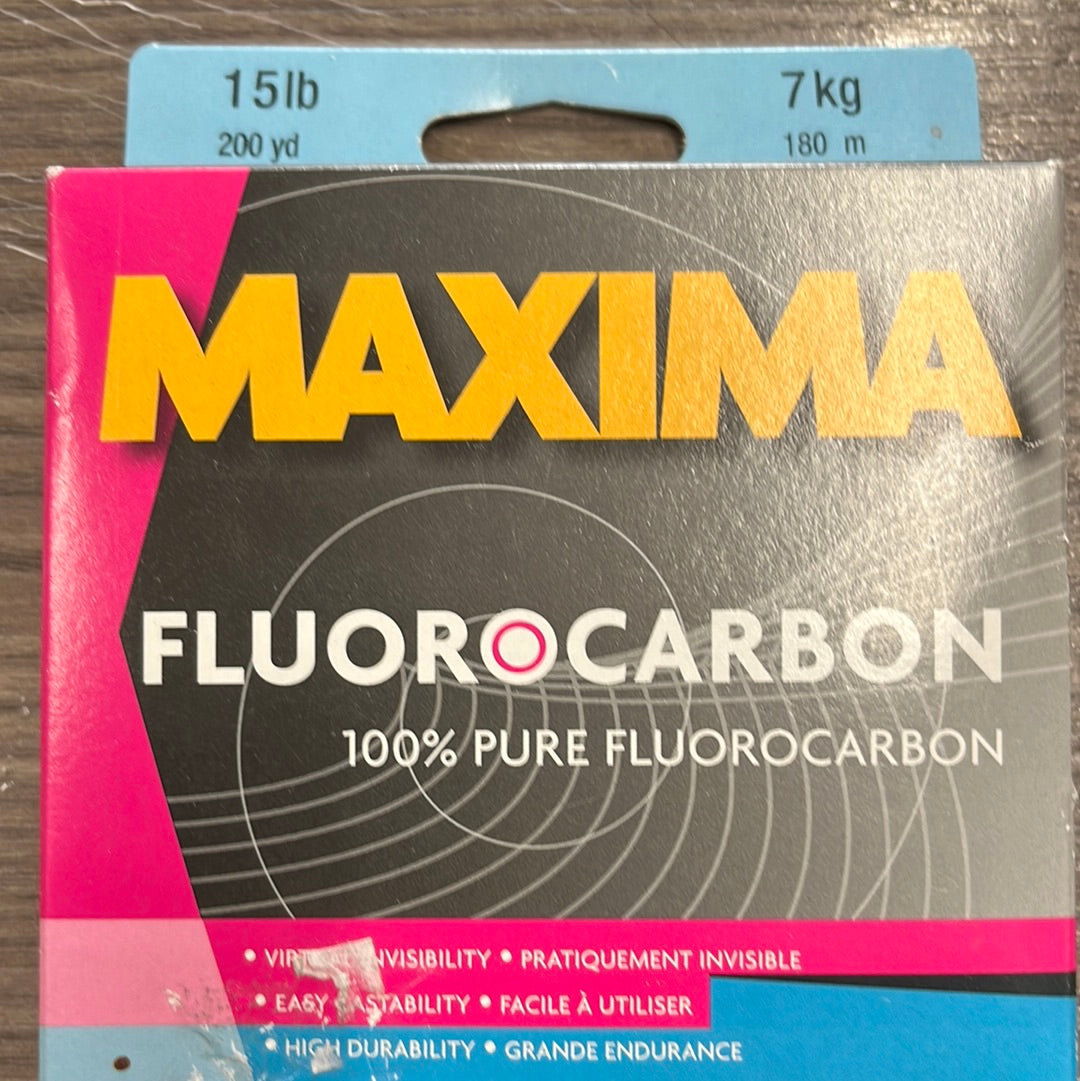 15lb 7kg
200 yd 180 m
MAXIMA
FLUOROCARBON
100% PURE FLUOROCARBON
• INVISIBILITY • PRATIQUEMENT INVISIBLE
• EASY • FACILE À UTILISER
• HIGH DURABILITY • GRANDE ENDURANCE